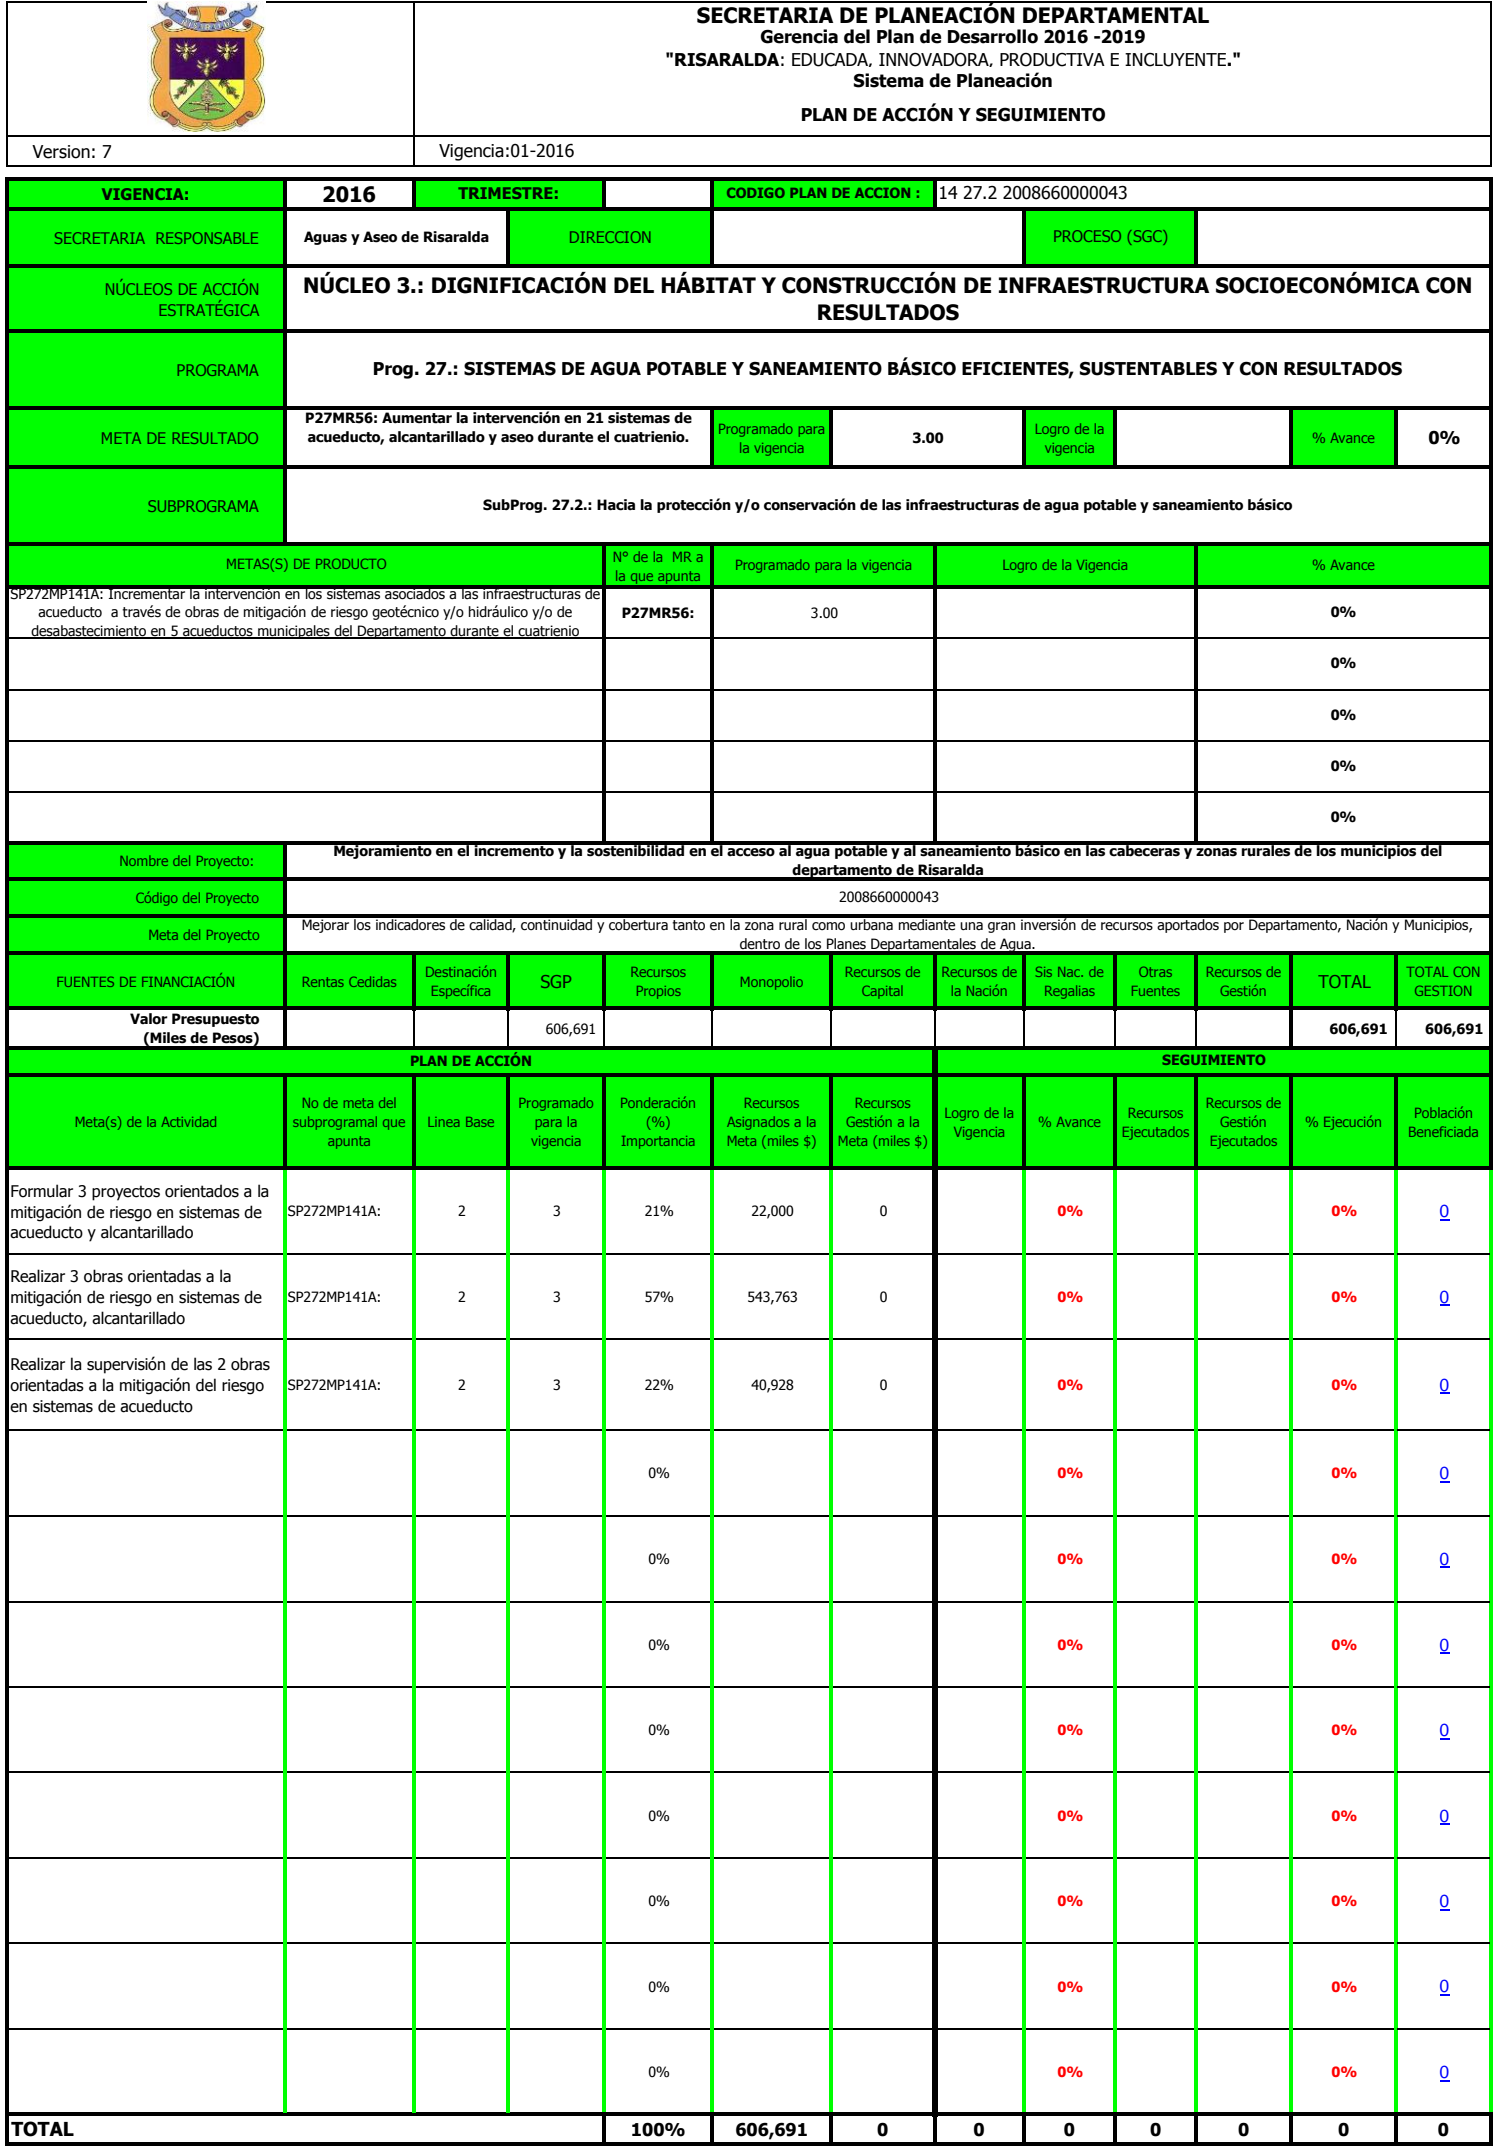 SECRETARIA DE PLANEACIÓN DEPARTAMENTAL
Gerencia del Plan de Desarrollo 2016 -2019
"RISARALDA: EDUCADA, INNOVADORA, PRODUCTIVA E INCLUYENTE."
Sistema de Planeación
PLAN DE ACCIÓN Y SEGUIMIENTO
Version: 7 Vigencia:01-2016
VIGENCIA: 2016 TRIMESTRE: CODIGO PLAN DE ACCION : 14 27.2 2008660000043
SECRETARIA RESPONSABLE Aguas y Aseo de Risaralda DIRECCION PROCESO (SGC)
NÚCLEOS DE ACCIÓN
ESTRATÉGICA
NÚCLEO 3.: DIGNIFICACIÓN DEL HÁBITAT Y CONSTRUCCIÓN DE INFRAESTRUCTURA SOCIOECONÓMICA CON
RESULTADOS
PROGRAMA Prog. 27.: SISTEMAS DE AGUA POTABLE Y SANEAMIENTO BÁSICO EFICIENTES, SUSTENTABLES Y CON RESULTADOS
META DE RESULTADO
P27MR56: Aumentar la intervención en 21 sistemas de
acueducto, alcantarillado y aseo durante el cuatrienio.
Programado para
la vigencia
3.00
Logro de la
vigencia
% Avance 0%
SUBPROGRAMA SubProg. 27.2.: Hacia la protección y/o conservación de las infraestructuras de agua potable y saneamiento básico
METAS(S) DE PRODUCTO
N° de la MR a
la que apunta
Programado para la vigencia Logro de la Vigencia % Avance
SP272MP141A: Incrementar la intervención en los sistemas asociados a las infraestructuras de
acueducto a través de obras de mitigación de riesgo geotécnico y/o hidráulico y/o de
desabastecimiento en 5 acueductos municipales del Departamento durante el cuatrienio
P27MR56: 3.00 0%
0%
0%
0%
0%
Nombre del Proyecto:
Mejoramiento en el incremento y la sostenibilidad en el acceso al agua potable y al saneamiento básico en las cabeceras y zonas rurales de los municipios del
departamento de Risaralda
Código del Proyecto 2008660000043
Meta del Proyecto
Mejorar los indicadores de calidad, continuidad y cobertura tanto en la zona rural como urbana mediante una gran inversión de recursos aportados por Departamento, Nación y Municipios,
dentro de los Planes Departamentales de Agua.
FUENTES DE FINANCIACIÓN
Rentas Cedidas
Destinación
Específica
SGP
Recursos
Propios
Monopolio
Recursos de
Capital
Recursos de
la Nación
Sis Nac. de
Regalias
Otras
Fuentes
Recursos de
Gestión
TOTAL
TOTAL CON
GESTION
Valor Presupuesto
(Miles de Pesos)
606,691 606,691 606,691
PLAN DE ACCIÓN SEGUIMIENTO
Meta(s) de la Actividad
No de meta del
subprogramal que
apunta
Linea Base
Programado
para la
vigencia
Ponderación
(%)
Importancia
Recursos
Asignados a la
Meta (miles $)
Recursos
Gestión a la
Meta (miles $)
Logro de la
Vigencia
% Avance
Recursos
Ejecutados
Recursos de
Gestión
Ejecutados
% Ejecución
Población
Beneficiada
Formular 3 proyectos orientados a la
mitigación de riesgo en sistemas de
acueducto y alcantarillado
SP272MP141A: 2 3 21% 22,000 0 0% 0% 0
Realizar 3 obras orientadas a la
mitigación de riesgo en sistemas de
acueducto, alcantarillado
SP272MP141A: 2 3 57% 543,763 0 0% 0% 0
Realizar la supervisión de las 2 obras
orientadas a la mitigación del riesgo
en sistemas de acueducto
SP272MP141A: 2 3 22% 40,928 0 0% 0% 0
0% 0% 0% 0
0% 0% 0% 0
0% 0% 0% 0
0% 0% 0% 0
0% 0% 0% 0
0% 0% 0% 0
0% 0% 0% 0
0% 0% 0% 0
TOTAL 100% 606,691 0 0 0 0 0 0 0